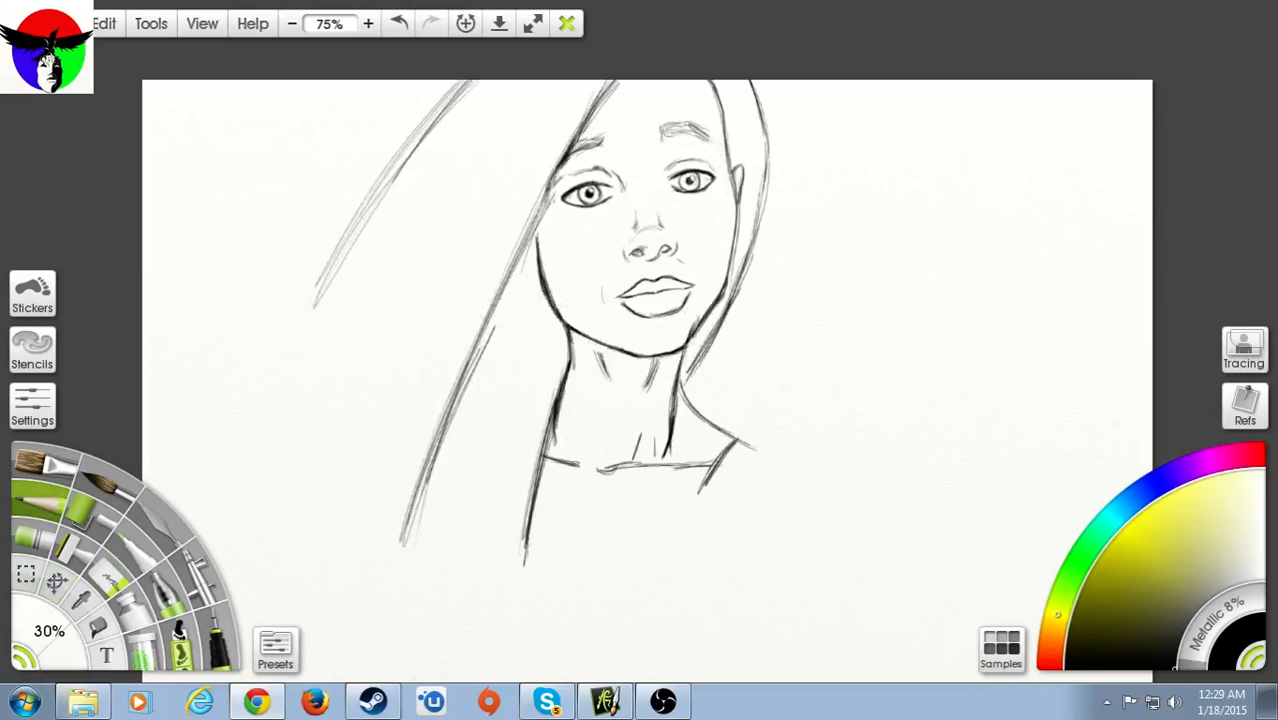 Edit Tools View Help − 75% +
Stickers
Stencils
Settings
Tracing
Refs
30%
T
Presets
Samples
Metallic 8%
5
12:29 AM
1/18/2015